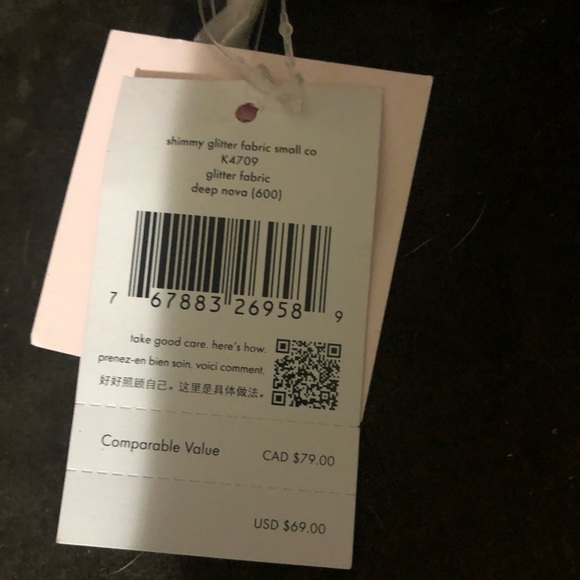 shimmy glitter fabric small co
K4709
glitter fabric
deep nova (600)
7 67883 26958 9
take good care. here's how.
prenez-en bien soin. voici comment.
好好照顾自己。这里是具体做法。
Comparable Value CAD $79.00
USD $69.00